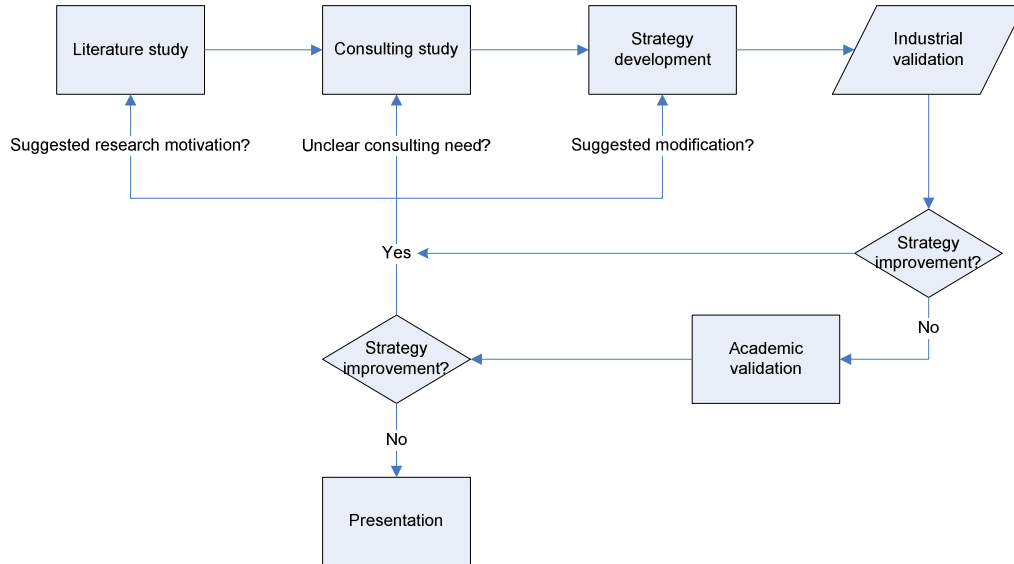 Literature study
Consulting study
Strategy
development
Industrial
validation
Suggested research motivation?
Unclear consulting need?
Suggested modification?
Yes
Strategy
improvement?
No
Strategy
improvement?
Academic
validation
No
Presentation